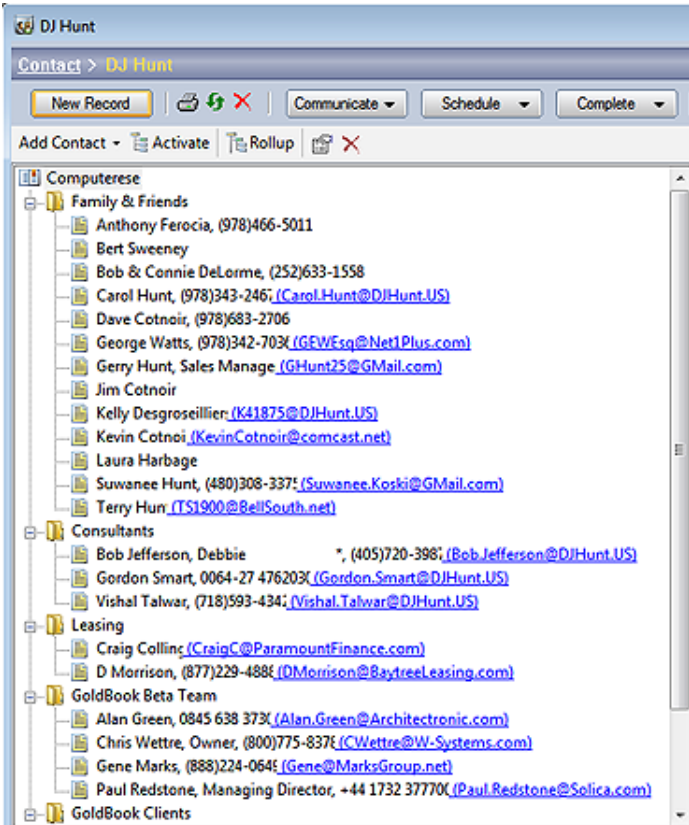 DJ Hunt
Contact > DJ Hunt
New Record Communicate Schedule Complete
Add Contact Activate Rollup
Computerese
Family & Friends
Anthony Ferocia, (978)466-5011
Bert Sweeney
Bob & Connie DeLorme, (252)633-1558
Carol Hunt, (978)343-246 (Carol.Hunt@DJHunt.US)
Dave Cotnoir, (978)683-2706
George Watts, (978)342-703 (GEWEsq@Net1Plus.com)
Gerry Hunt, Sales Manage (GHunt25@GMail.com)
Jim Cotnoir
Kelly Desgroseillier (K41875@DJHunt.US)
Kevin Cotnoi (KevinCotnoir@comcast.net)
Laura Harbage
Suwanee Hunt, (480)308-337 (Suwanee.Koski@GMail.com)
Terry Hun (TS1900@BellSouth.net)
Consultants
Bob Jefferson, Debbie *, (405)720-398 (Bob.Jefferson@DJHunt.US)
Gordon Smart, 0064-27 476203 (Gordon.Smart@DJHunt.US)
Vishal Talwar, (718)593-434 (Vishal.Talwar@DJHunt.US)
Leasing
Craig Collin (CraigC@ParamountFinance.com)
D Morrison, (877)229-488 (DMorrison@BaytreeLeasing.com)
GoldBook Beta Team
Alan Green, 0845 638 373 (Alan.Green@Architectronic.com)
Chris Wettre, Owner, (800)775-837 (CWettre@W-Systems.com)
Gene Marks, (888)224-064 (Gene@MarksGroup.net)
Paul Redstone, Managing Director, +44 1732 37770 (Paul.Redstone@Solica.com)
GoldBook Clients